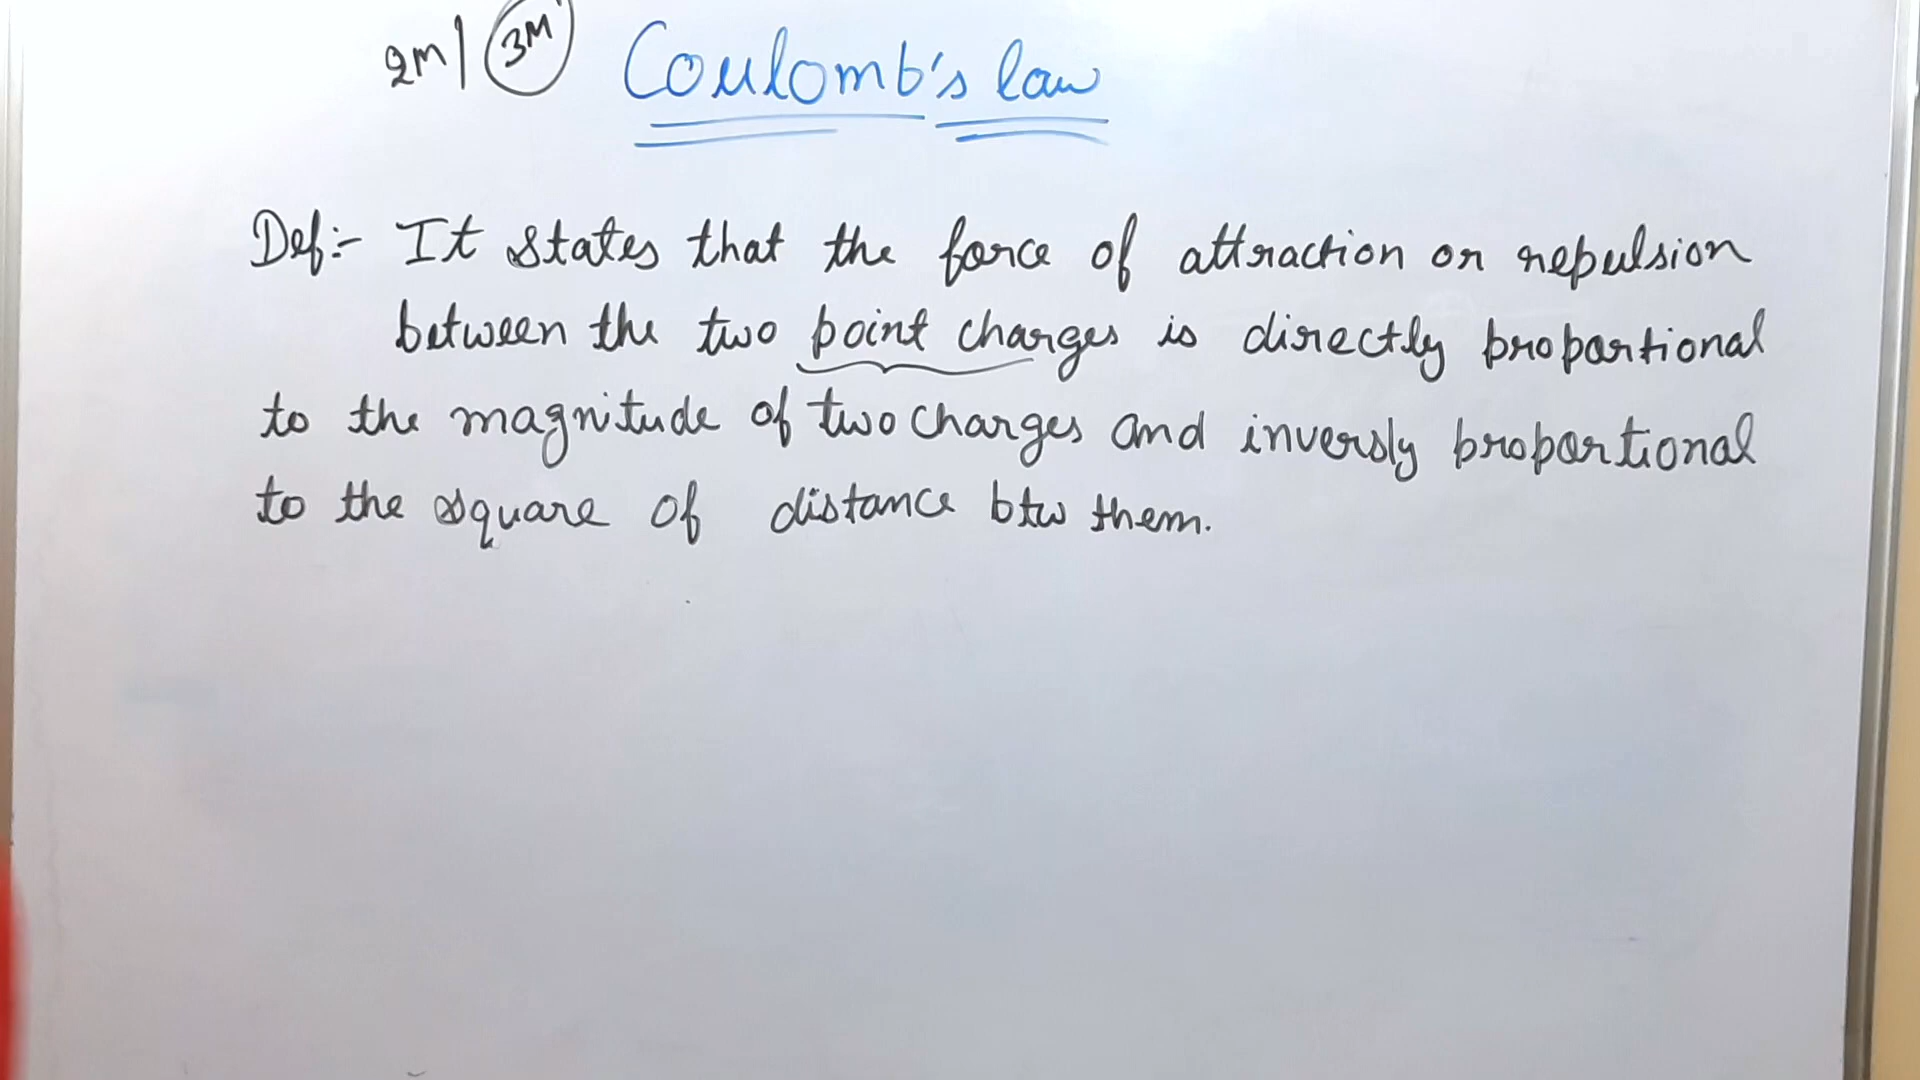 2M | 3M Coulomb's law
Def:- It states that the force of attraction or repulsion
between the two point charges is directly proportional
to the magnitude of two charges and inversly proportional
to the square of distance btw them.